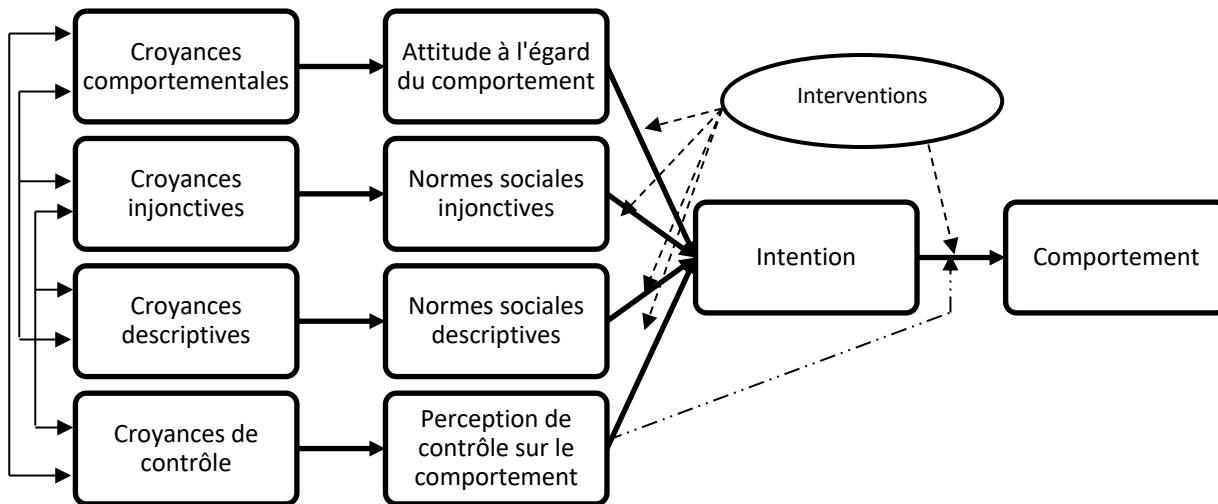 Croyances
comportementales
Attitude à l'égard
du comportement
Interventions
Croyances
injonctives
Normes sociales
injonctives
Intention
Comportement
Croyances
descriptives
Normes sociales
descriptives
Croyances de
contrôle
Perception de
contrôle sur le
comportement